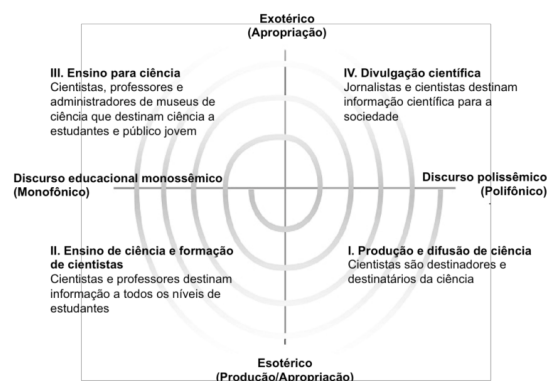 Exotérico
(Apropriação)
III. Ensino para ciência
Cientistas, professores e
administradores de museus de
ciência que destinam ciência a
estudantes e público jovem
IV. Divulgação científica
Jornalistas e cientistas destinam
informação científica para a
sociedade
Discurso educacional monossêmico
(Monofônico)
Discurso polissêmico
(Polifônico)
II. Ensino de ciência e formação
de cientistas
Cientistas e professores destinam
informação a todos os níveis de
estudantes
I. Produção e difusão de ciência
Cientistas são destinadores e
destinatários da ciência
Esotérico
(Produção/Apropriação)